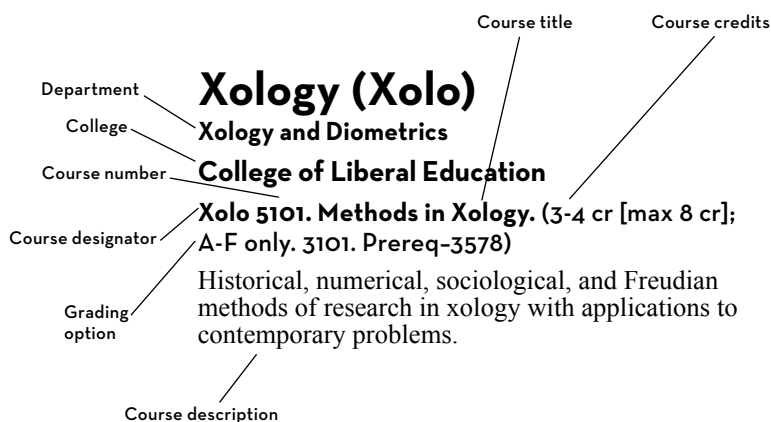 Course title
Course credits
Xology (Xolo)
Department
Xology and Diometrics
College
College of Liberal Education
Course number
Xolo 5101. Methods in Xology. (3-4 cr [max 8 cr];
Course designator
A-F only. 3101. Prereq–3578)
Historical, numerical, sociological, and Freudian
methods of research in xology with applications to
contemporary problems.
Grading
option
Course description